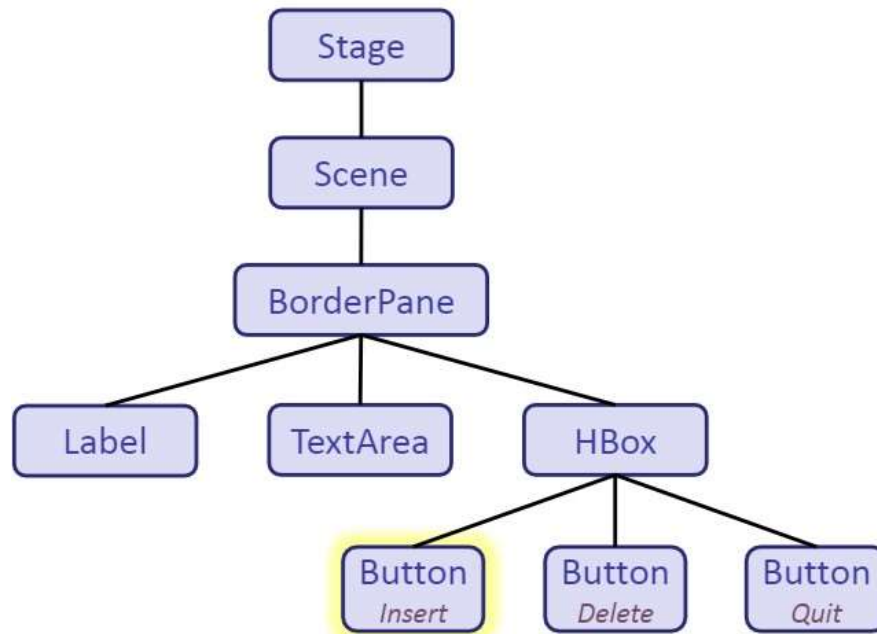 Stage
Scene
BorderPane
Label
TextArea
HBox
Button
Insert
Button
Delete
Button
Quit